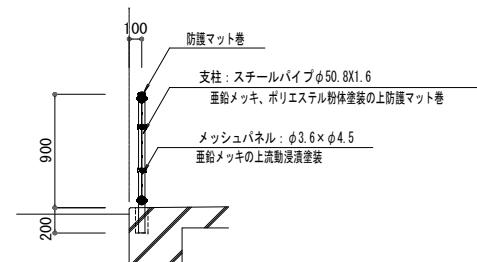 100
防護マット巻
支柱：スチールパイプφ50.8X1.6
亜鉛メッキ、ポリエステル粉体塗装の上防護マット巻
メッシュパネル：φ3.6×φ4.5
亜鉛メッキの上流動浸漬塗装
900
200